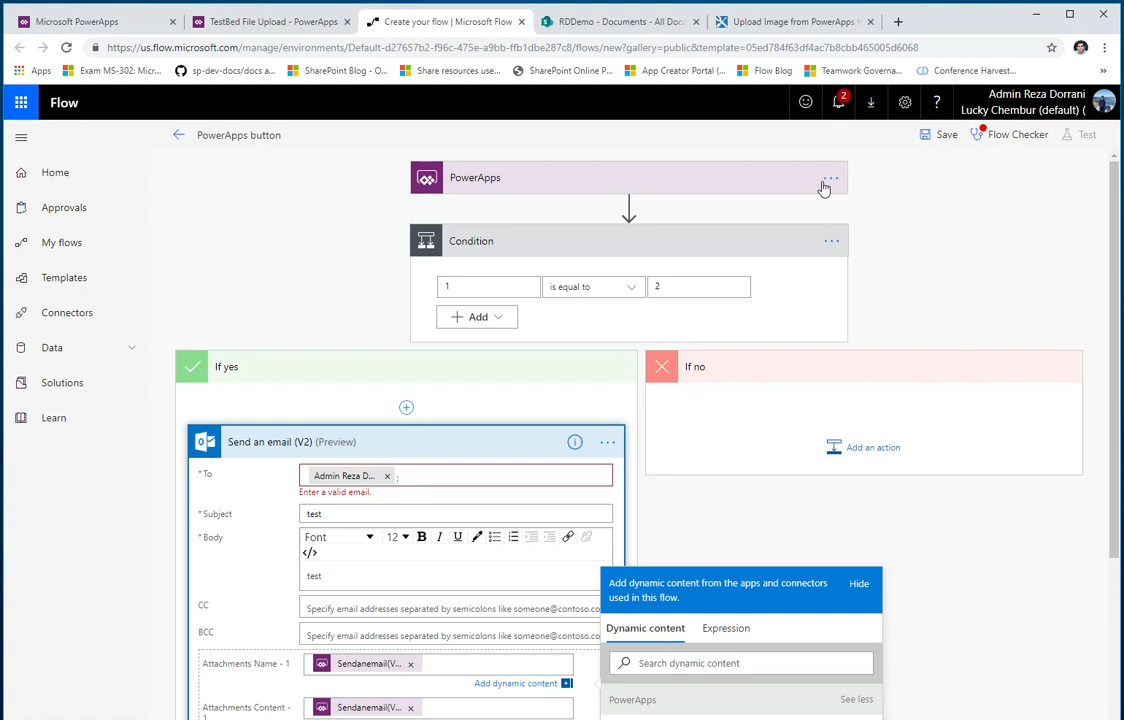 Microsoft PowerApps
TestBed File Upload - PowerApps
Create your flow | Microsoft Flow
RDDemo - Documents - All Doc
Upload Image from PowerApps t
https://us.flow.microsoft.com/manage/environments/Default-d27657b2-f96c-475e-a9bb-ffb1dbe287c8/flows/new?gallery=public&template=05ed784f63df4ac7b8cbb465005d6068
Apps
Exam MS-302: Micr...
sp-dev-docs/docs a...
SharePoint Blog - O...
Share resources use...
SharePoint Online P...
App Creator Portal (...
Flow Blog
Teamwork Governa...
Conference Harvest...
»
Flow
2
?
Admin Reza Dorrani
Lucky Chembur (default) (
PowerApps button
Save
Flow Checker
Test
Home
Approvals
My flows
Templates
Connectors
Data
Solutions
Learn
PowerApps
...
Condition
...
1
is equal to
2
Add
If yes
If no
Add an action
Send an email (V2) (Preview)
...
*To
Admin Reza D... ;
Enter a valid email.
*Subject
test
*Body
Font
12
B I U
</>
test
CC
Specify email addresses separated by semicolons like someone@contoso.co
BCC
Specify email addresses separated by semicolons like someone@contoso.co
Attachments Name - 1
Sendanemail(V...
Add dynamic content
Attachments Content -
1
Sendanemail(V...
Add dynamic content from the apps and connectors
used in this flow.
Hide
Dynamic content
Expression
Search dynamic content
PowerApps
See less